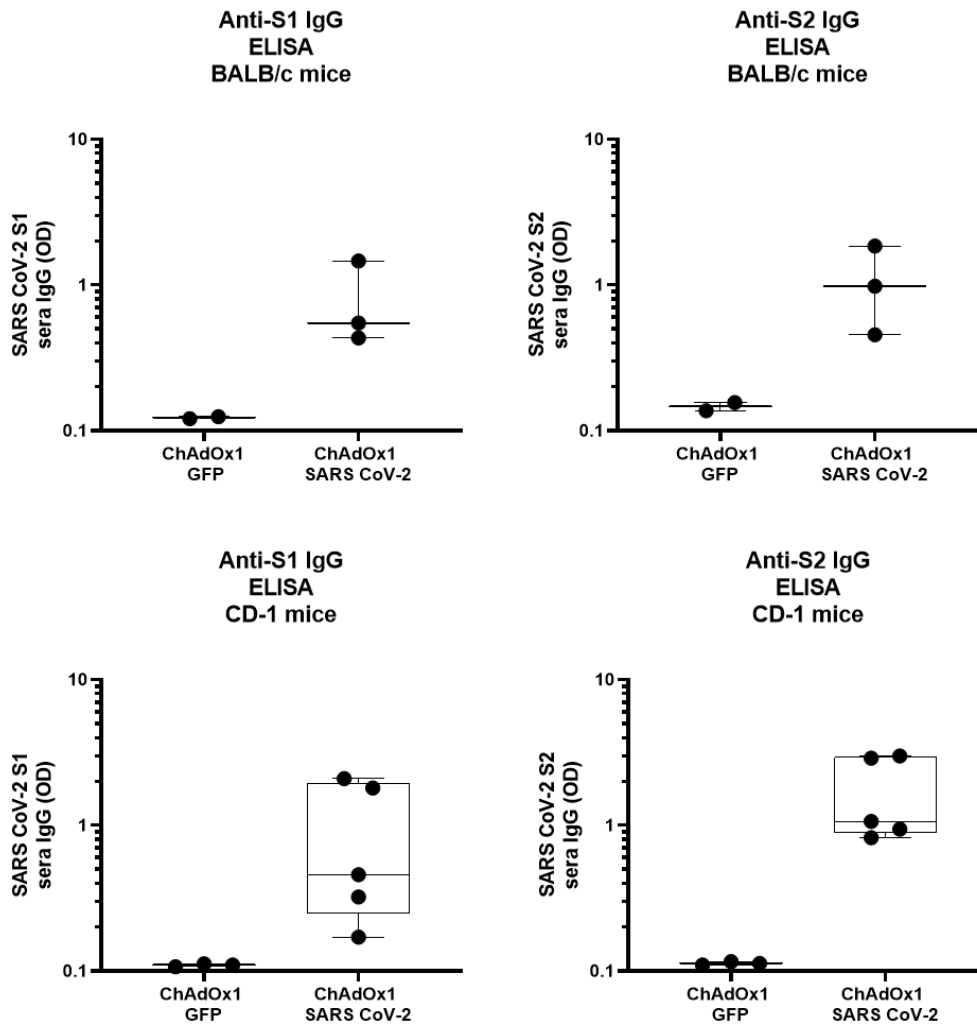 Anti-S1 IgG
ELISA
BALB/c mice
SARS CoV-2 S1
sera IgG (OD)
10
1
0.1
ChAdOx1
GFP
ChAdOx1
SARS CoV-2
Anti-S2 IgG
ELISA
BALB/c mice
SARS CoV-2 S2
sera IgG (OD)
10
1
0.1
ChAdOx1
GFP
ChAdOx1
SARS CoV-2
Anti-S1 IgG
ELISA
CD-1 mice
SARS CoV-2 S1
sera IgG (OD)
10
1
0.1
ChAdOx1
GFP
ChAdOx1
SARS CoV-2
Anti-S2 IgG
ELISA
CD-1 mice
SARS CoV-2 S2
sera IgG (OD)
10
1
0.1
ChAdOx1
GFP
ChAdOx1
SARS CoV-2